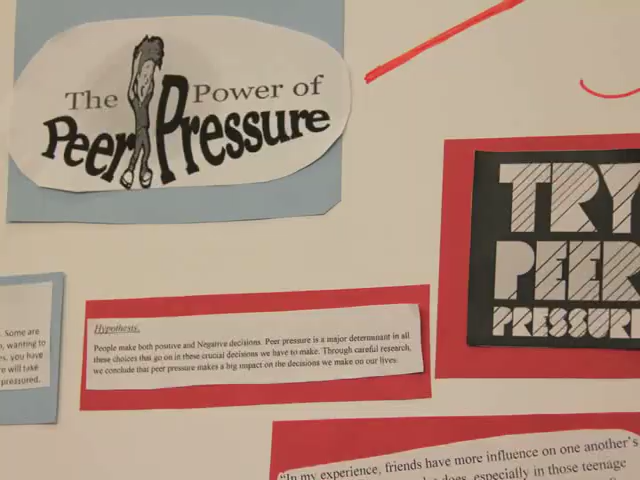 The Power of
Peer Pressure
TRY
PEER
PRESSURE
. Some are
, wanting to
s, you have
e will take
pressured.
Hypothesis.
People make both positive and Negative decisions. Peer pressure is a major determinant in all
these choices that go on in these crucial decisions we have to make. Through careful research,
we conclude that peer pressure makes a big impact on the decisions we make on our lives.
"In my experience, friends have more influence on one another's
does, especially in those teenage